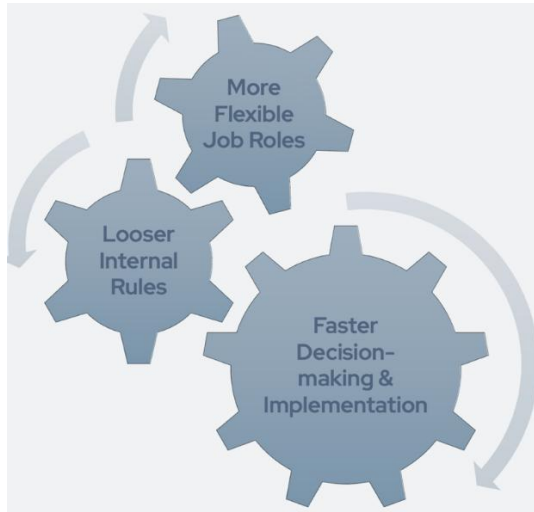 More
Flexible
Job Roles
Looser
Internal
Rules
Faster
Decision-
making &
Implementation